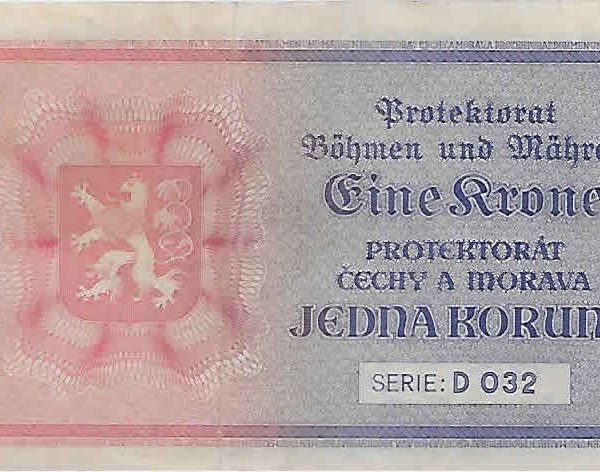 Protektorat
Böhmen und Mähre
Eine Krone
PROTEKTORÁT
ČECHY A MORAVA
JEDNA KORUN
SERIE: D 032